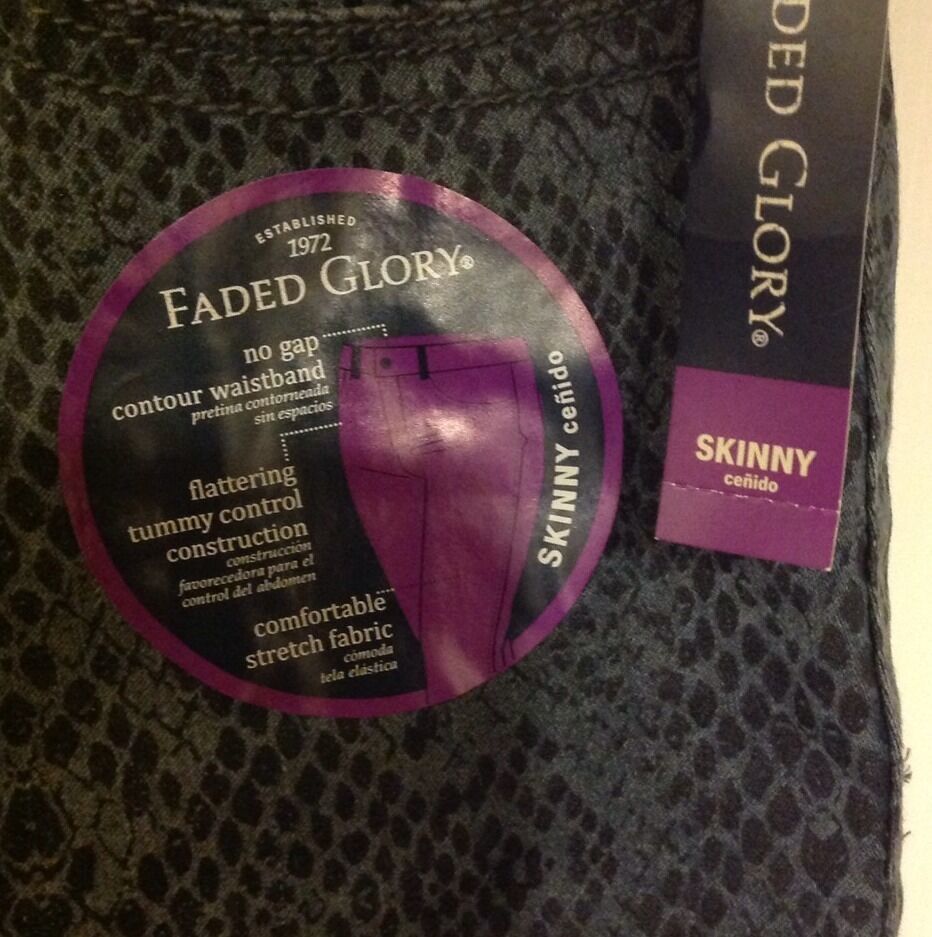 ESTABLISHED
1972
FADED GLORY®
no gap
contour waistband
pretina contorneada
sin espacios
flattering
tummy control
construction
construcción
favorecedora para el
control del abdomen
comfortable
stretch fabric
cómoda
tela elástica
SKINNY ceñido
DED GLORY®
SKINNY
ceñido